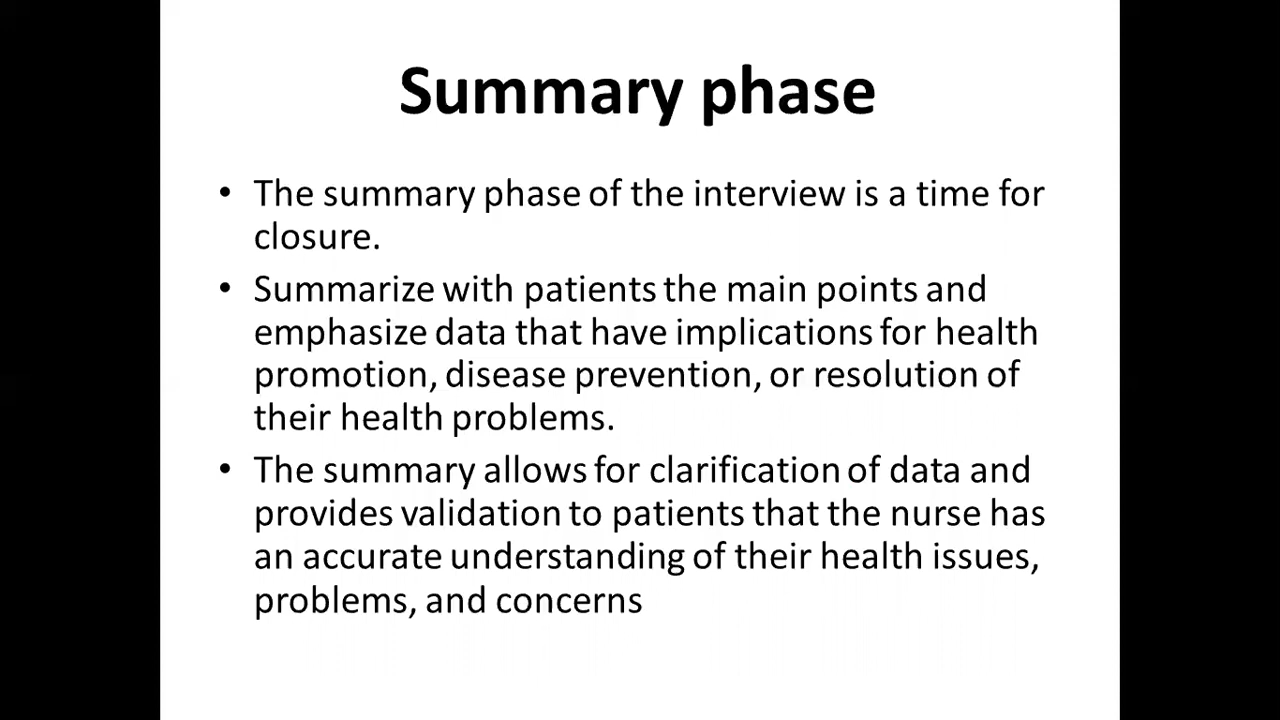 Summary phase
• The summary phase of the interview is a time for
closure.
• Summarize with patients the main points and
emphasize data that have implications for health
promotion, disease prevention, or resolution of
their health problems.
• The summary allows for clarification of data and
provides validation to patients that the nurse has
an accurate understanding of their health issues,
problems, and concerns